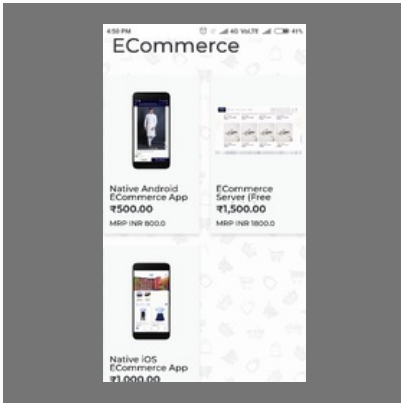 4:50 PM
4G VoLTE
41%
ECommerce
Native Android
ECommerce App
₹500.00
MRP INR 800.0
ECommerce
Server (Free
₹1,500.00
MRP INR 1800.0
Native iOS
ECommerce App
₹1,000.00